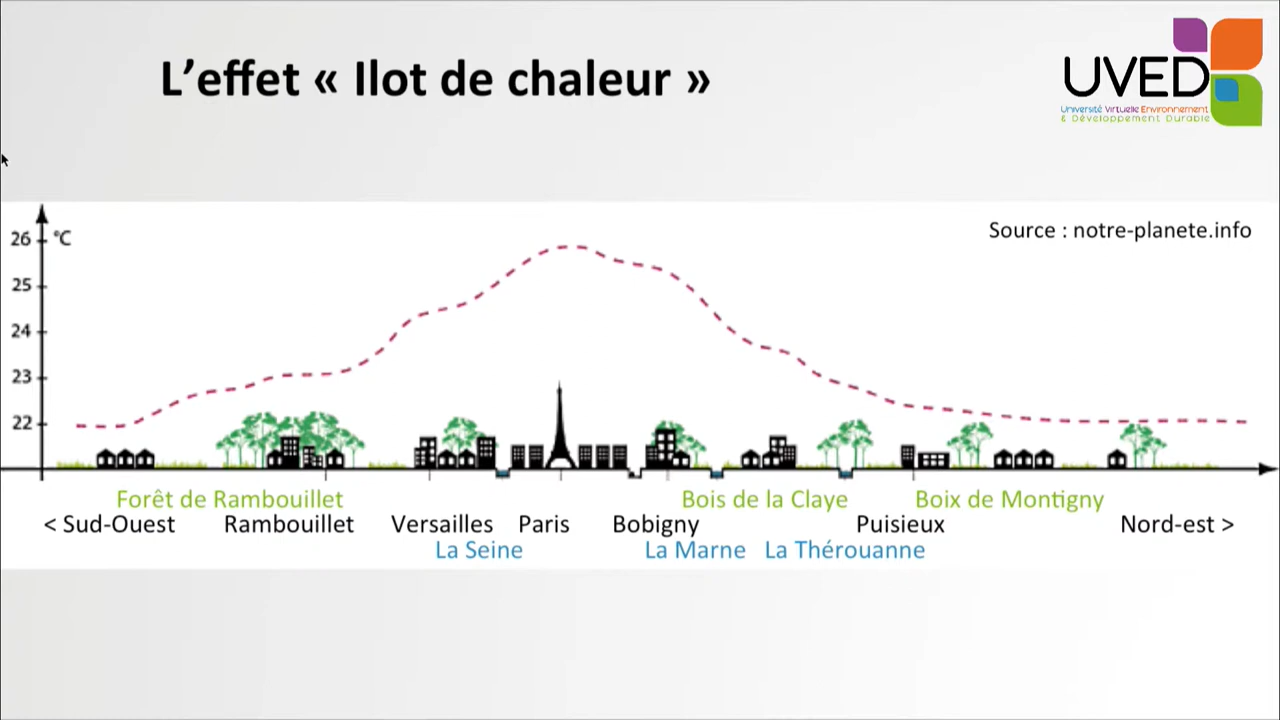 L’effet « Ilot de chaleur »
UVED
Université Virtuelle Environnement
& Développement Durable
Source : notre-planete.info
26 °C
25
24
23
22
Forêt de Rambouillet Bois de la Claye Boix de Montigny
< Sud-Ouest Rambouillet Versailles Paris Bobigny Puisieux Nord-est >
La Seine La Marne La Thérouanne